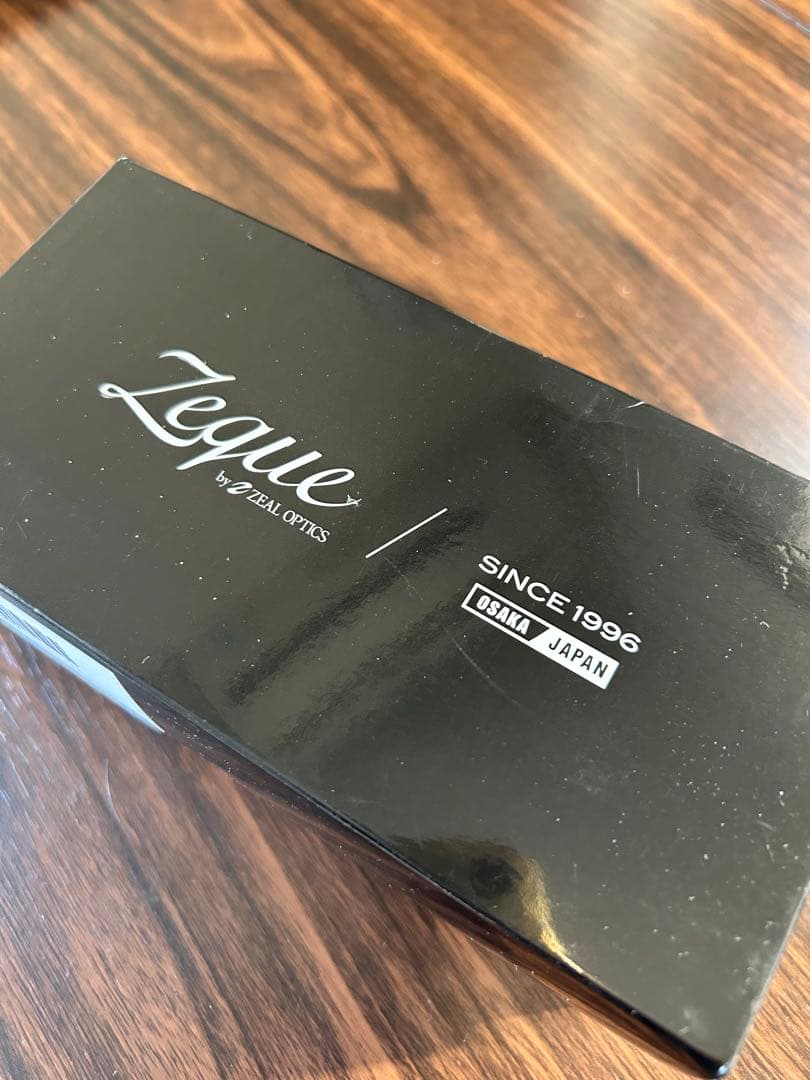 Zeque
by ZEAL OPTICS
SINCE 1996
OSAKA JAPAN